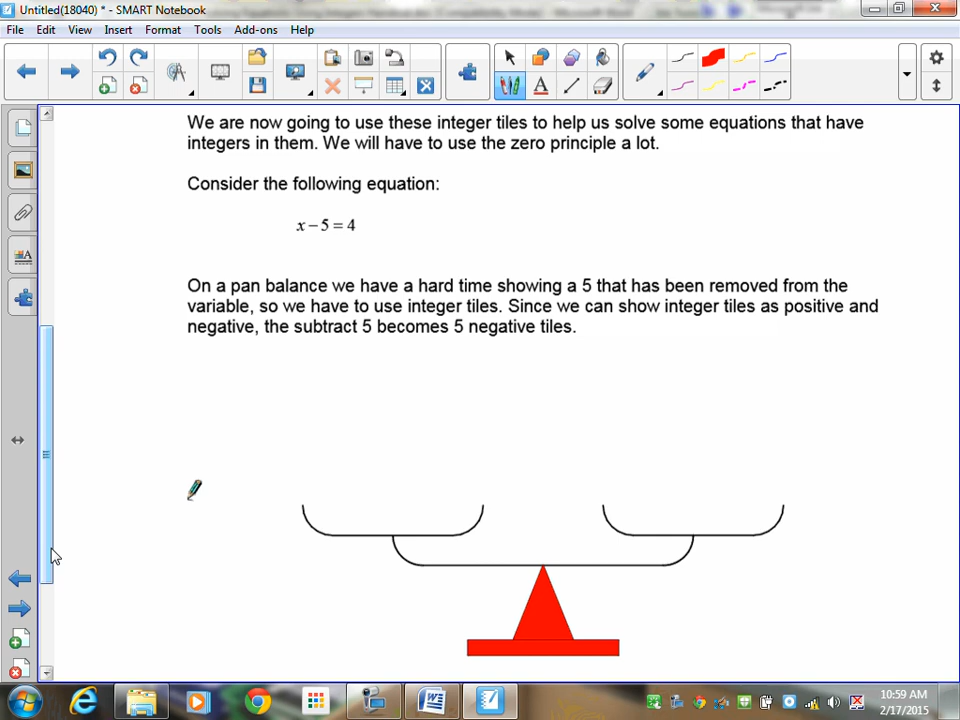 Untitled(18040) * - SMART Notebook
File Edit View Insert Format Tools Add-ons Help
We are now going to use these integer tiles to help us solve some equations that have
integers in them. We will have to use the zero principle a lot.
Consider the following equation:
x – 5 = 4
On a pan balance we have a hard time showing a 5 that has been removed from the
variable, so we have to use integer tiles. Since we can show integer tiles as positive and
negative, the subtract 5 becomes 5 negative tiles.
10:59 AM
2/17/2015